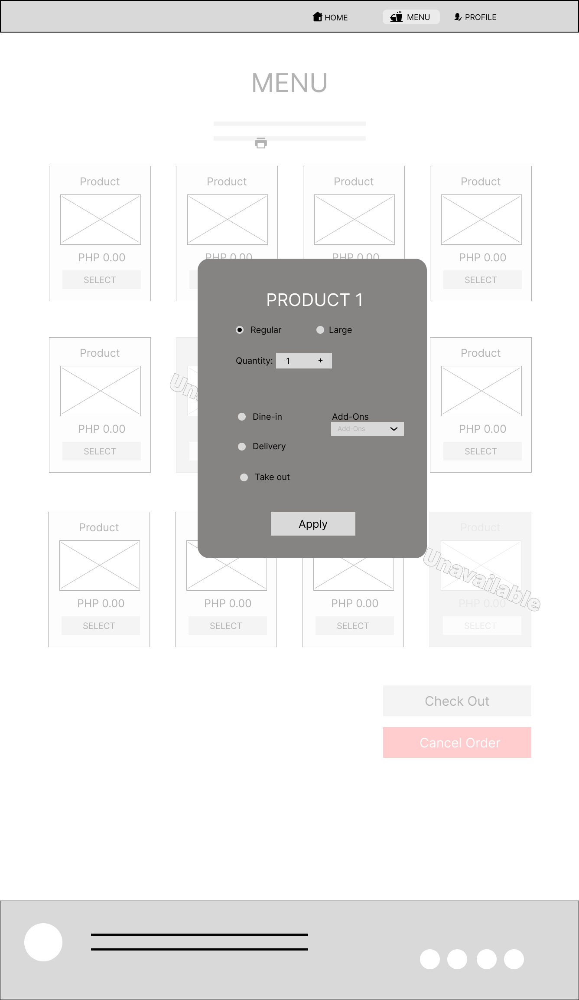 HOME MENU PROFILE
MENU
Product Product Product Product
PHP 0.00 PHP 0.00 PHP 0.00 PHP 0.00
SELECT SELECT
PRODUCT 1
Regular Large
Product Product
Quantity: 1 +
Dine-in Add-Ons
Add-Ons
PHP 0.00 PHP 0.00
Delivery
SELECT SELECT
Take out
Apply
Product Product
Unavailable
PHP 0.00 PHP 0.00 PHP 0.00 PHP 0.00
SELECT SELECT SELECT SELECT
Check Out
Cancel Order